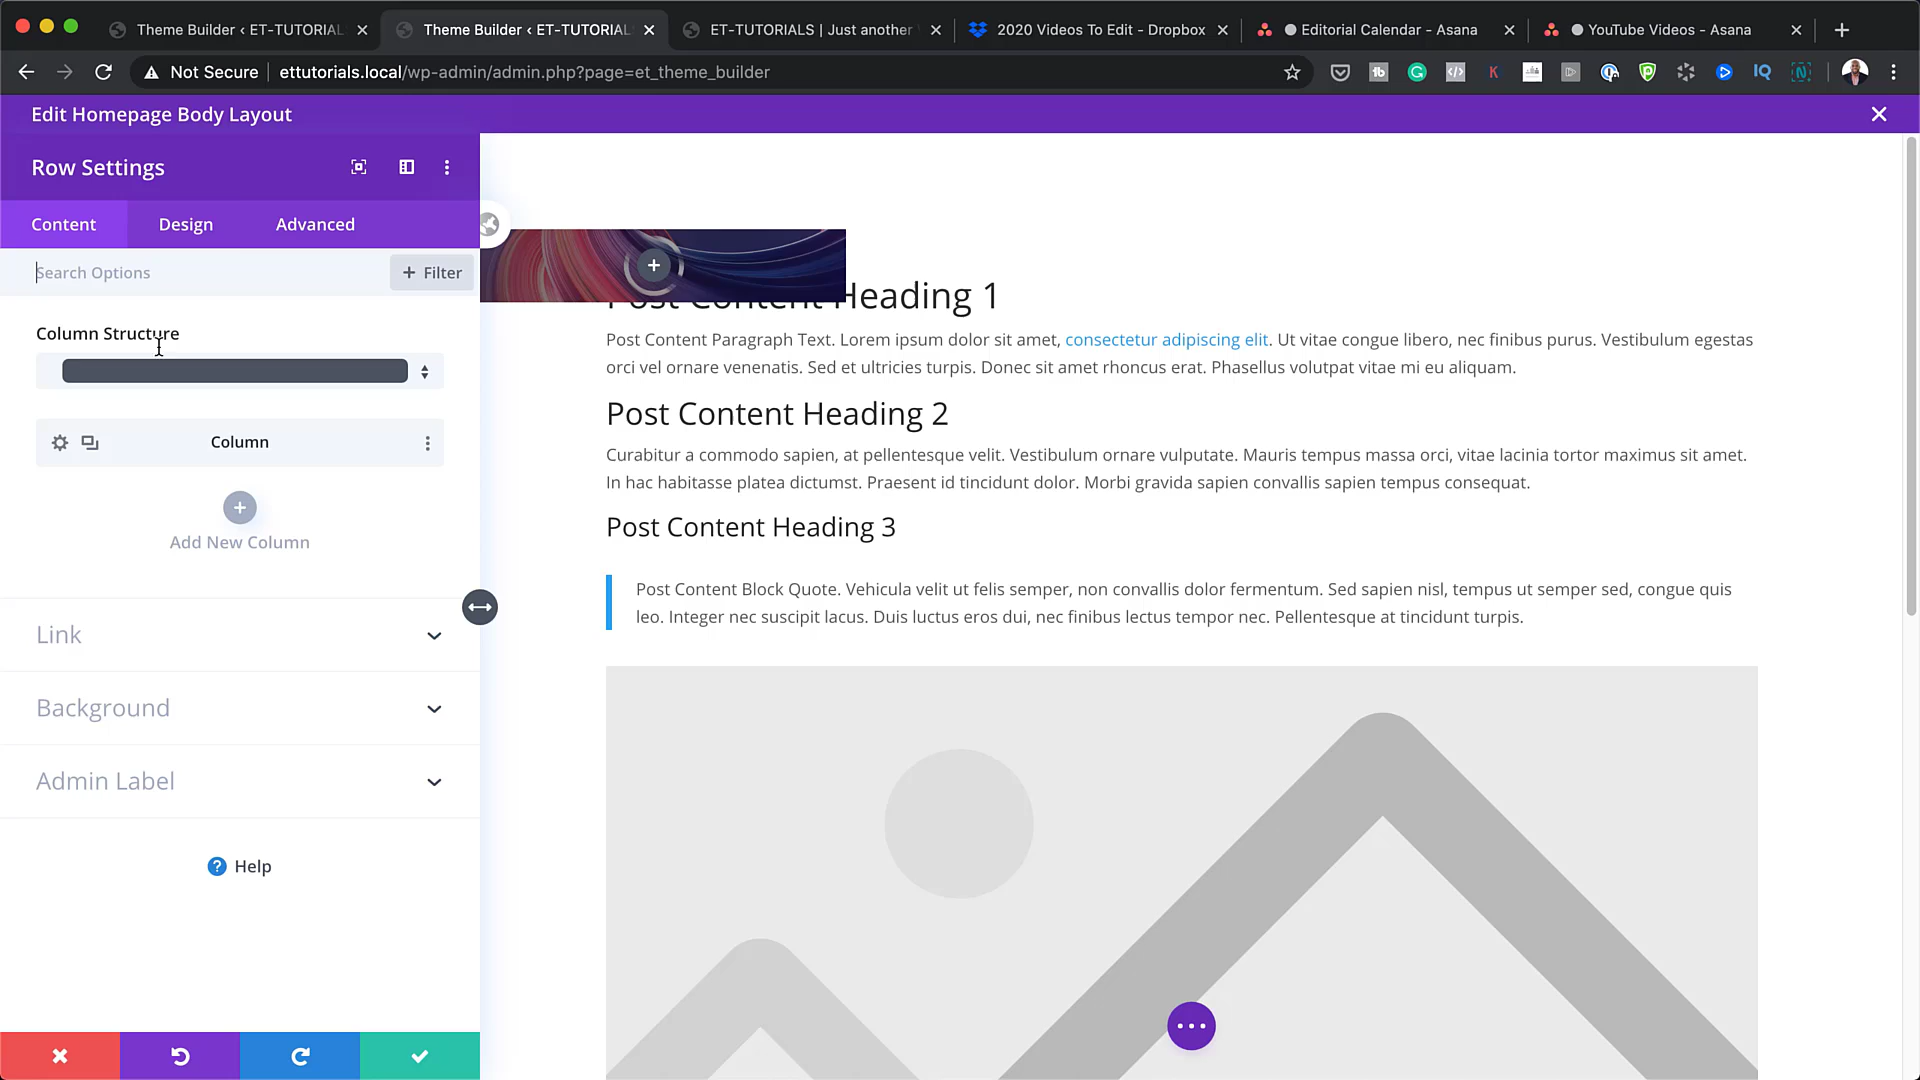 Theme Builder ‹ ET-TUTORIAL
Theme Builder ‹ ET-TUTORIALS
ET-TUTORIALS | Just another
2020 Videos To Edit - Dropbox
Editorial Calendar - Asana
YouTube Videos - Asana
Not Secure
ettutorials.local/wp-admin/admin.php?page=et_theme_builder
Edit Homepage Body Layout
Row Settings
Content
Design
Advanced
Search Options
+ Filter
Column Structure
Column
Add New Column
Link
Background
Admin Label
Help
Post Content Heading 1
Post Content Paragraph Text. Lorem ipsum dolor sit amet, consectetur adipiscing elit. Ut vitae congue libero, nec finibus purus. Vestibulum egestas
orci vel ornare venenatis. Sed et ultricies turpis. Donec sit amet rhoncus erat. Phasellus volutpat vitae mi eu aliquam.
Post Content Heading 2
Curabitur a commodo sapien, at pellentesque velit. Vestibulum ornare vulputate. Mauris tempus massa orci, vitae lacinia tortor maximus sit amet.
In hac habitasse platea dictumst. Praesent id tincidunt dolor. Morbi gravida sapien convallis sapien tempus consequat.
Post Content Heading 3
Post Content Block Quote. Vehicula velit ut felis semper, non convallis dolor fermentum. Sed sapien nisl, tempus ut semper sed, congue quis
leo. Integer nec suscipit lacus. Duis luctus eros dui, nec finibus lectus tempor nec. Pellentesque at tincidunt turpis.